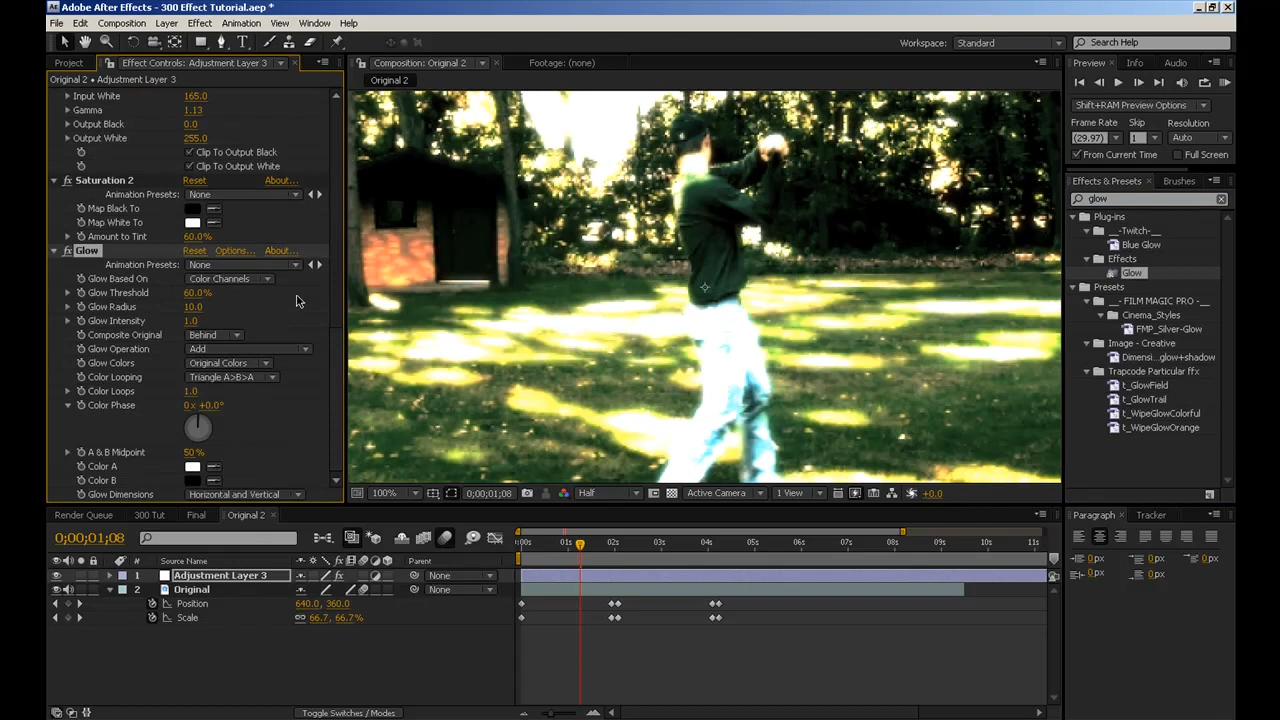 Adobe After Effects - 300 Effect Tutorial.aep *
File Edit Composition Layer Effect Animation View Window Help
Workspace: Standard
Search Help
Project
Effect Controls: Adjustment Layer 3
Original 2 • Adjustment Layer 3
Input White 165.0
Gamma 1.13
Output Black 0.0
Output White 255.0
Clip To Output Black
Clip To Output White
Saturation 2 Reset About...
Animation Presets: None
Map Black To
Map White To
Amount to Tint 60.0%
Glow Reset Options... About...
Animation Presets: None
Glow Based On Color Channels
Glow Threshold 60.0%
Glow Radius 10.0
Glow Intensity 1.0
Composite Original Behind
Glow Operation Add
Glow Colors Original Colors
Color Looping Triangle A>B>A
Color Loops 1.0
Color Phase 0 x +0.0°
A & B Midpoint 50 %
Color A
Color B
Glow Dimensions Horizontal and Vertical
Composition: Original 2
Footage: (none)
Original 2
100% 0;00;01;08 Half Active Camera 1 View +0.0
Preview Info Audio
Shift+RAM Preview Options
Frame Rate Skip Resolution
(29.97) 1 Auto
From Current Time Full Screen
Effects & Presets Brushes
glow
Plug-ins
__-Twitch-__
Blue Glow
Effects
Glow
Presets
__- FILM MAGIC PRO -__
Cinema_Styles
FMP_Silver-Glow
Image - Creative
Dimensi...glow+shadow
Trapcode Particular ffx
t_GlowField
t_GlowTrail
t_WipeGlowColorful
t_WipeGlowOrange
Render Queue 300 Tut Final Original 2
0;00;01;08
:00s 01s 02s 03s 04s 05s 06s 07s 08s 09s 10s 11s
# Source Name Parent
1 Adjustment Layer 3 None
2 Original None
Position 640.0, 360.0
Scale 66.7, 66.7%
Toggle Switches / Modes
Paragraph Tracker
0 px 0 px 0 px
0 px 0 px